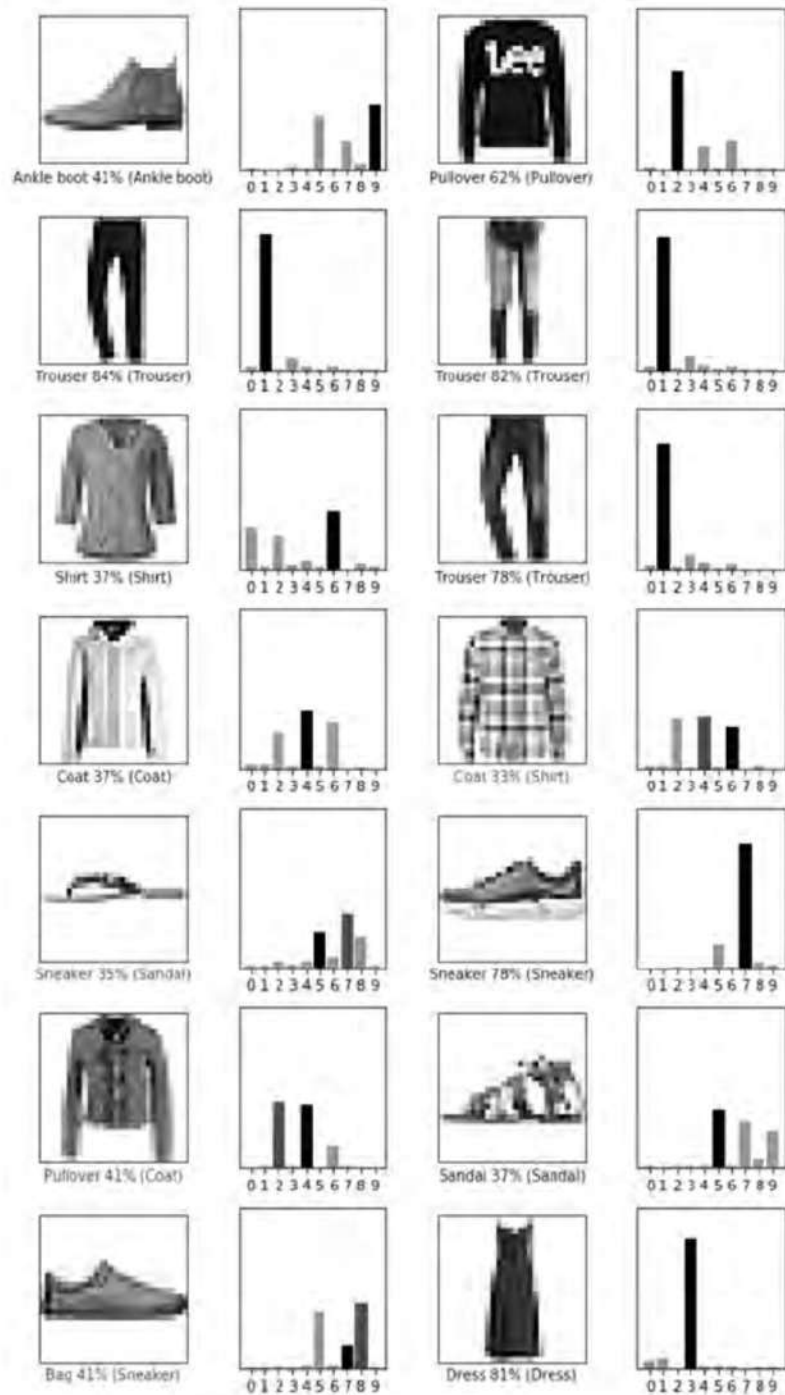 Lee
Ankle boot 41% (Ankle boot)
0 1 2 3 4 5 6 7 8 9
Pullover 62% (Pullover)
0 1 2 3 4 5 6 7 8 9
Trouser 84% (Trouser)
0 1 2 3 4 5 6 7 8 9
Trouser 82% (Trouser)
0 1 2 3 4 5 6 7 8 9
Shirt 37% (Shirt)
0 1 2 3 4 5 6 7 8 9
Trouser 78% (Trouser)
0 1 2 3 4 5 6 7 8 9
Coat 37% (Coat)
0 1 2 3 4 5 6 7 8 9
Coat 33% (Shirt)
0 1 2 3 4 5 6 7 8 9
Sneaker 35% (Sandal)
0 1 2 3 4 5 6 7 8 9
Sneaker 78% (Sneaker)
0 1 2 3 4 5 6 7 8 9
Pullover 41% (Coat)
0 1 2 3 4 5 6 7 8 9
Sandal 37% (Sandal)
0 1 2 3 4 5 6 7 8 9
Bag 41% (Sneaker)
0 1 2 3 4 5 6 7 8 9
Dress 81% (Dress)
0 1 2 3 4 5 6 7 8 9